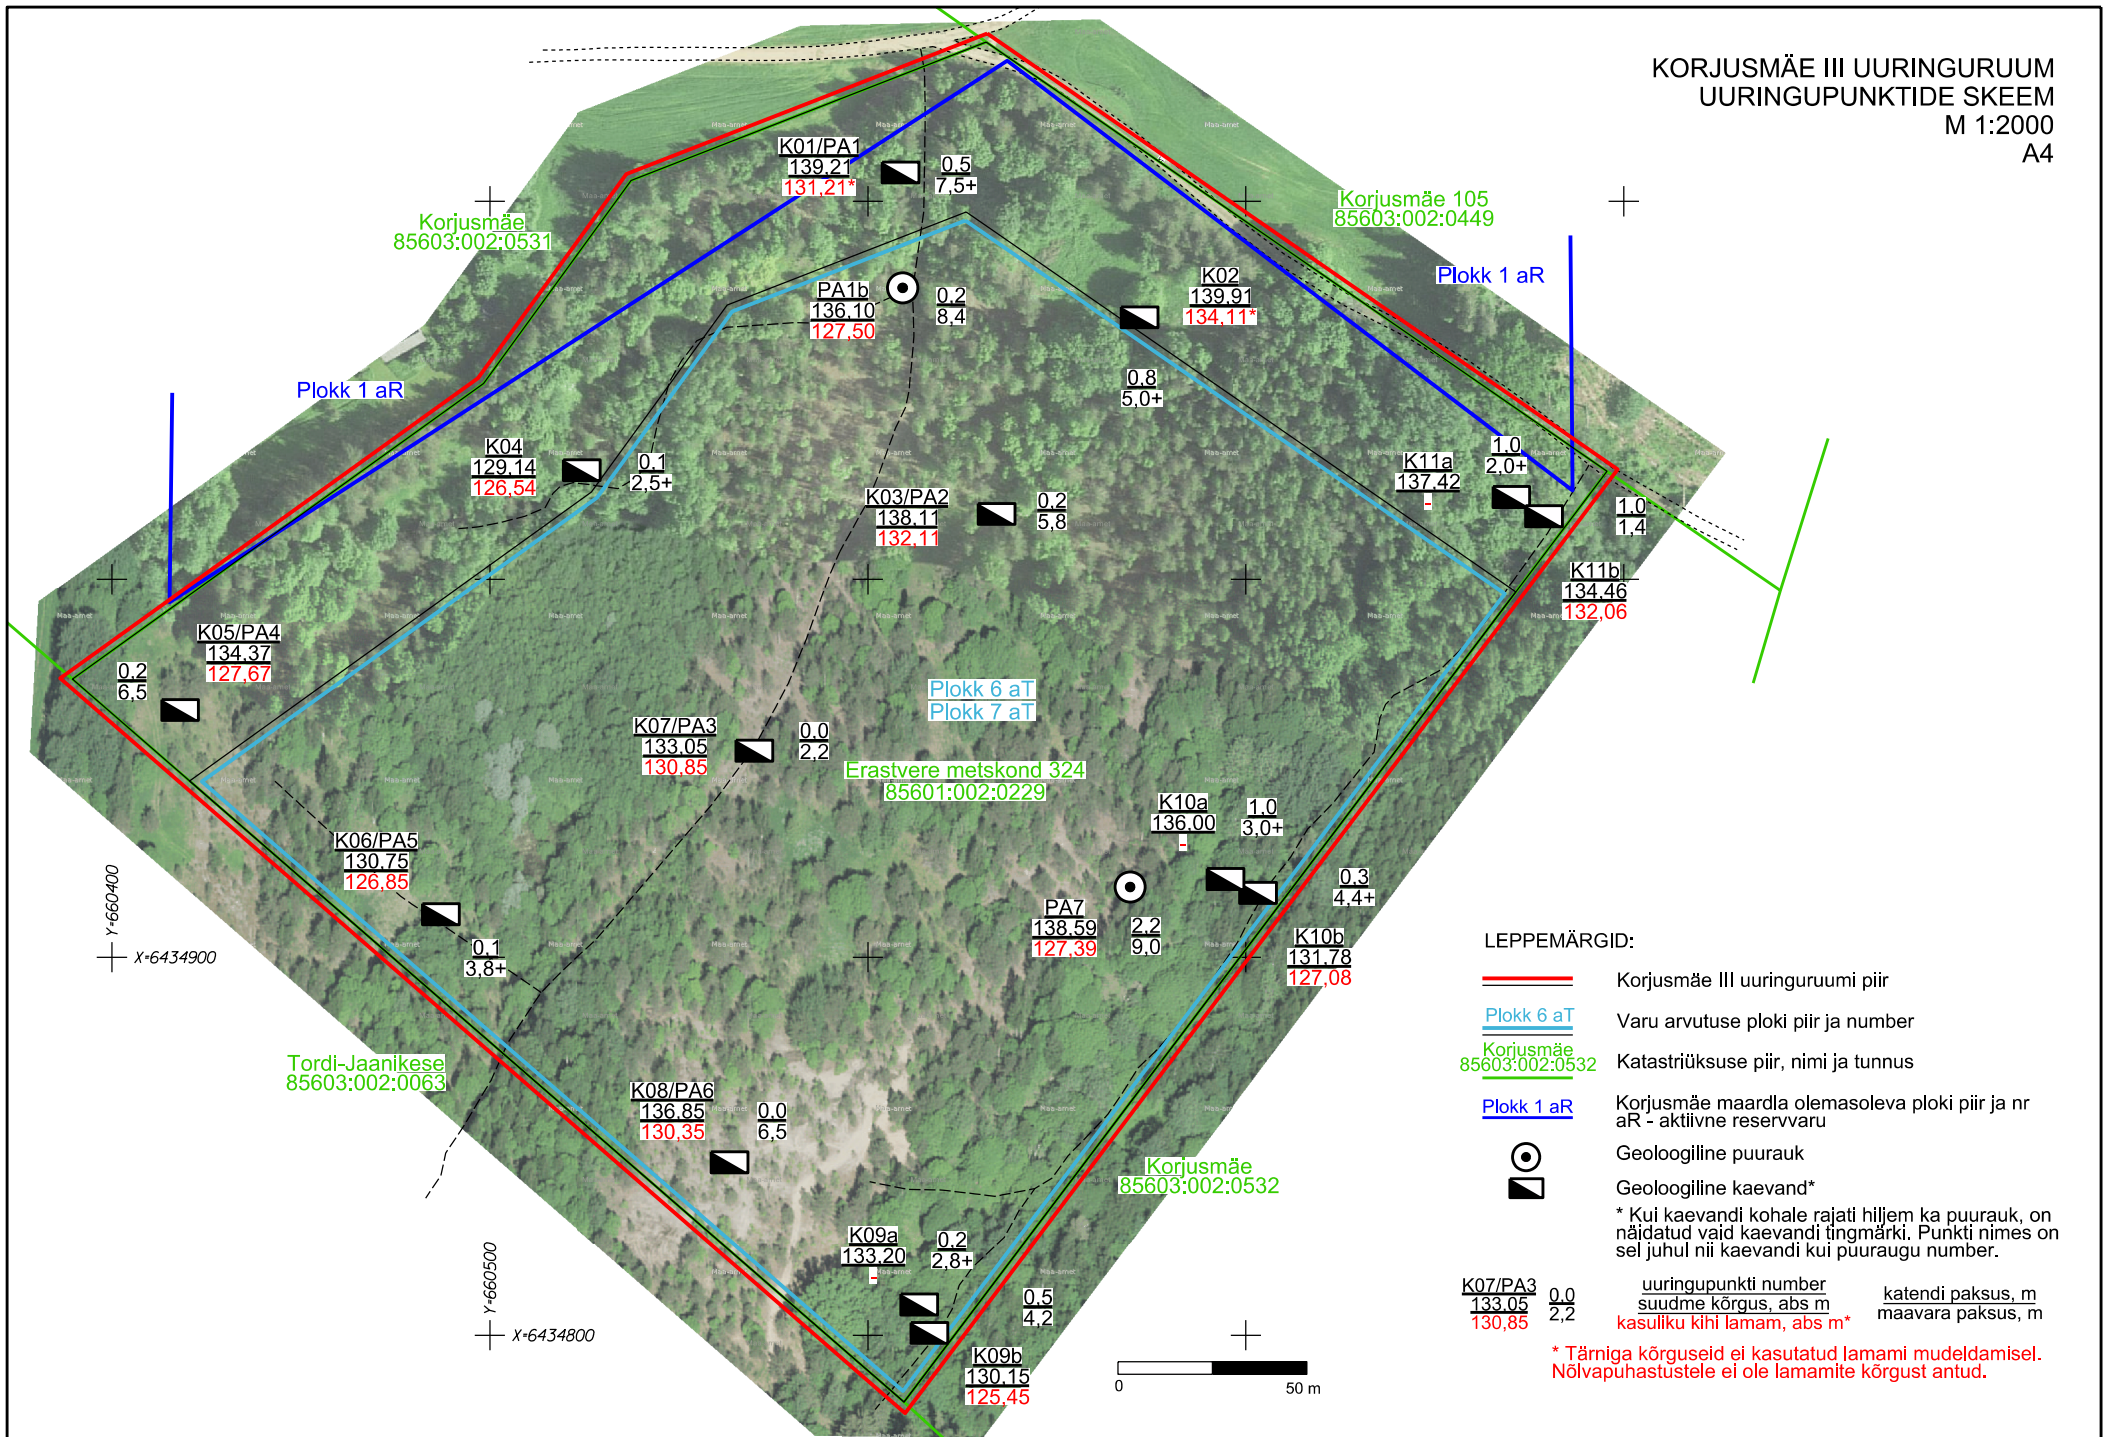 KORJUSMÄE III UURINGURUUM
UURINGUPUNKTIDE SKEEM
M 1:2000
A4
K01/PA1
139,21
131,21*
0,5
7,5+
Korjusmäe
85603:002:0531
Korjusmäe 105
85603:002:0449
Plokk 1 aR
PA1b
136,10
127,50
0,2
8,4
K02
139,91
134,11*
0,8
5,0+
Plokk 1 aR
K04
129,14
126,54
0,1
2,5+
K03/PA2
138,11
132,11
0,2
5,8
K11a
137,42
-
1,0
2,0+
1,0
1,4
K11b
134,46
132,06
K05/PA4
134,37
127,67
0,2
6,5
Plokk 6 aT
Plokk 7 aT
K07/PA3
133,05
130,85
0,0
2,2
Erastvere metskond 324
85601:002:0229
K10a
136,00
-
1,0
3,0+
K06/PA5
130,75
126,85
0,1
3,8+
PA7
138,59
127,39
2,2
9,0
0,3
4,4+
K10b
131,78
127,08
Y=660400
X=6434900
Tordi-Jaanikese
85603:002:0063
K08/PA6
136,85
130,35
0,0
6,5
Korjusmäe
85603:002:0532
K09a
133,20
-
0,2
2,8+
0,5
4,2
K09b
130,15
125,45
Y=660500
X=6434800
0
50 m
LEPPEMÄRGID:
Korjusmäe III uuringuruumi piir
Plokk 6 aT
Varu arvutuse ploki piir ja number
Korjusmäe
85603:002:0532
Katastriüksuse piir, nimi ja tunnus
Plokk 1 aR
Korjusmäe maardla olemasoleva ploki piir ja nr
aR - aktiivne reservvaru
Geoloogiline puurauk
Geoloogiline kaevand*
* Kui kaevandi kohale rajati hiljem ka puurauk, on
näidatud vaid kaevandi tingmärki. Punkti nimes on
sel juhul nii kaevandi kui puuraugu number.
K07/PA3
133,05
130,85
0,0
2,2
uuringupunkti number
suudme kõrgus, abs m
kasuliku kihi lamam, abs m*
katendi paksus, m
maavara paksus, m
* Tärniga kõrguseid ei kasutatud lamami mudeldamisel.
Nõlvapuhastustele ei ole lamamite kõrgust antud.